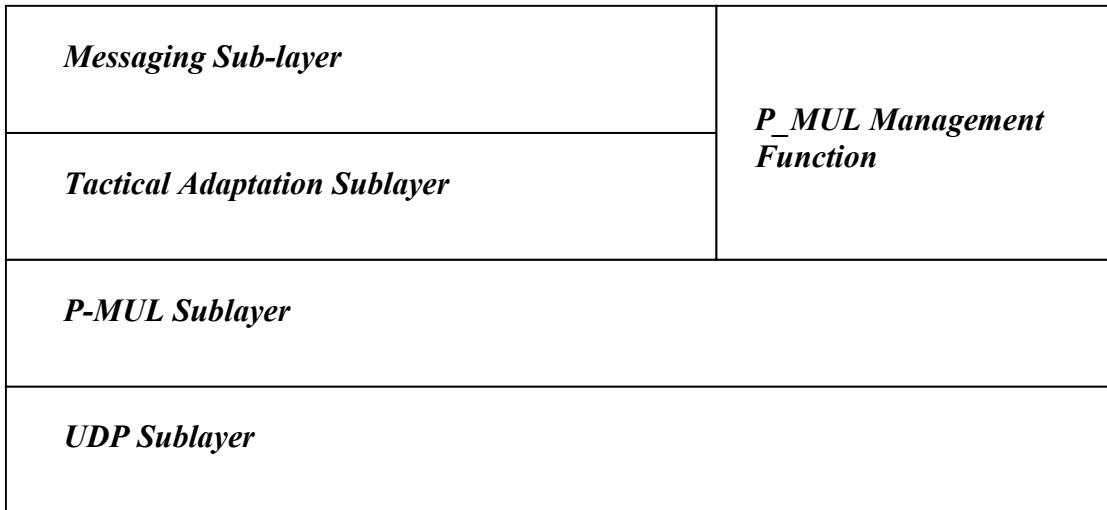 Messaging Sub-layer
P_MUL Management
Function
Tactical Adaptation Sublayer
P-MUL Sublayer
UDP Sublayer